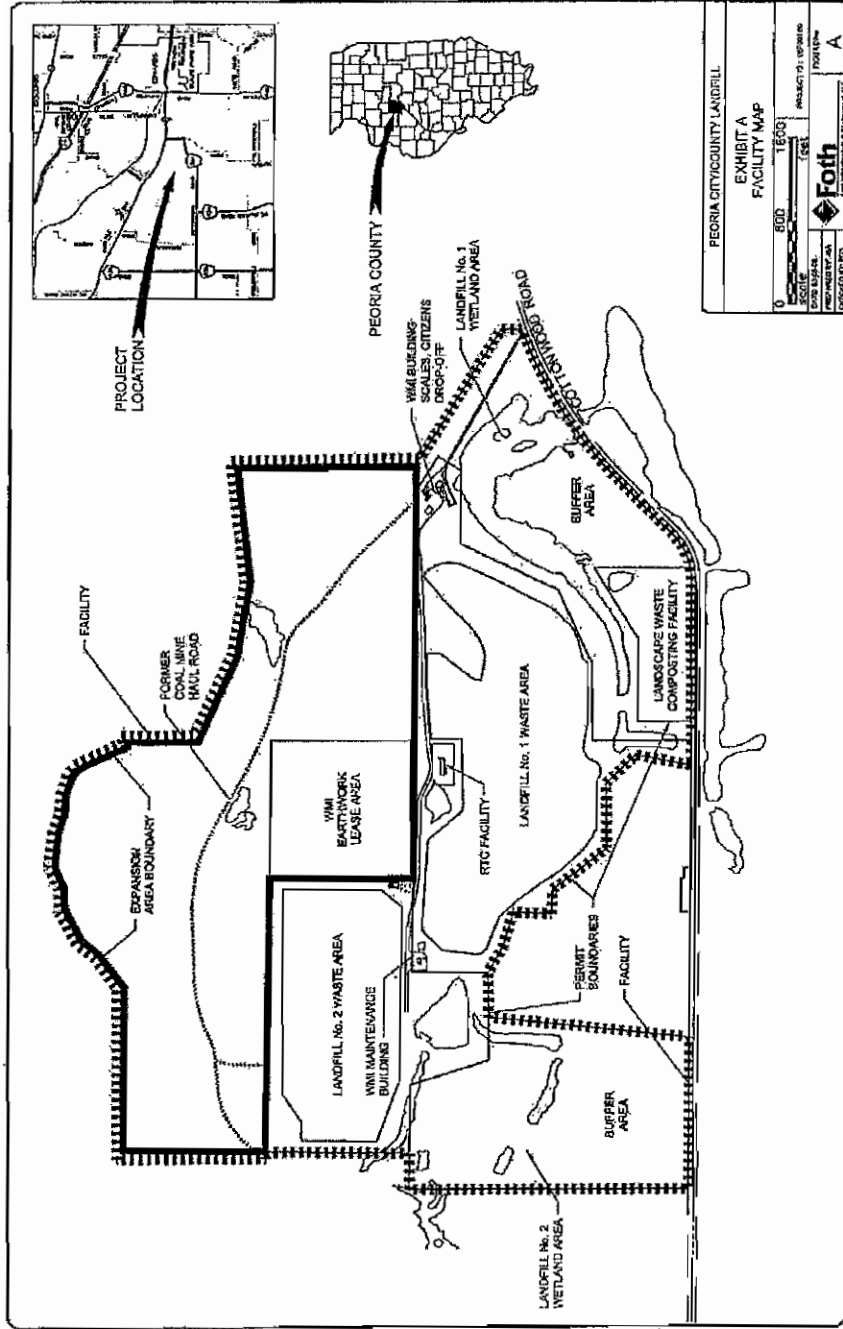 PROJECT
LOCATION
PEORIA COUNTY
FACILITY
FORMER
COAL MINE
HAUL ROAD
EXPANSION
AREA BOUNDARY
WMI BUILDING-
SCALES, CITIZENS
DROP-OFF
LANDFILL No. 1
WETLAND AREA
COTTONWOOD ROAD
WMI
EARTHWORK
LEASE AREA
BUFFER
AREA
LANDFILL No. 2 WASTE AREA
WMI MAINTENANCE
BUILDING
RTC FACILITY
LANDFILL No. 1 WASTE AREA
LANDSCAPE WASTE
COMPOSTING FACILITY
PERMIT
BOUNDARIES
FACILITY
BUFFER
AREA
LANDFILL No. 2
WETLAND AREA
PEORIA CITY/COUNTY LANDFILL
EXHIBIT A
FACILITY MAP
0 800 1600
scale feet
Foth
A